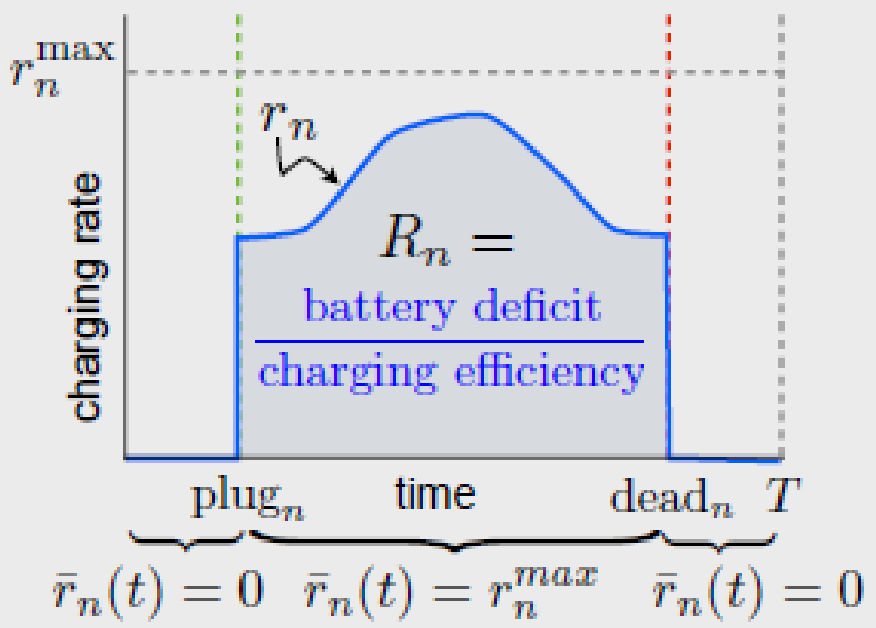 r_n^max
r_n
charging rate
R_n =
battery deficit
charging efficiency
plug_n time dead_n T
r̄_n(t) = 0 r̄_n(t) = r_n^max r̄_n(t) = 0